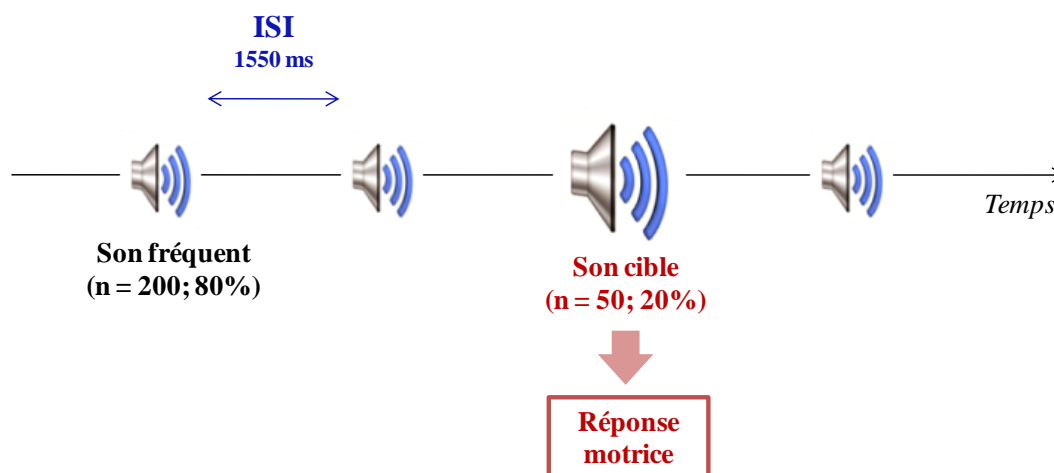 ISI
1550 ms
Temps
Son fréquent
(n = 200; 80%)
Son cible
(n = 50; 20%)
Réponse
motrice